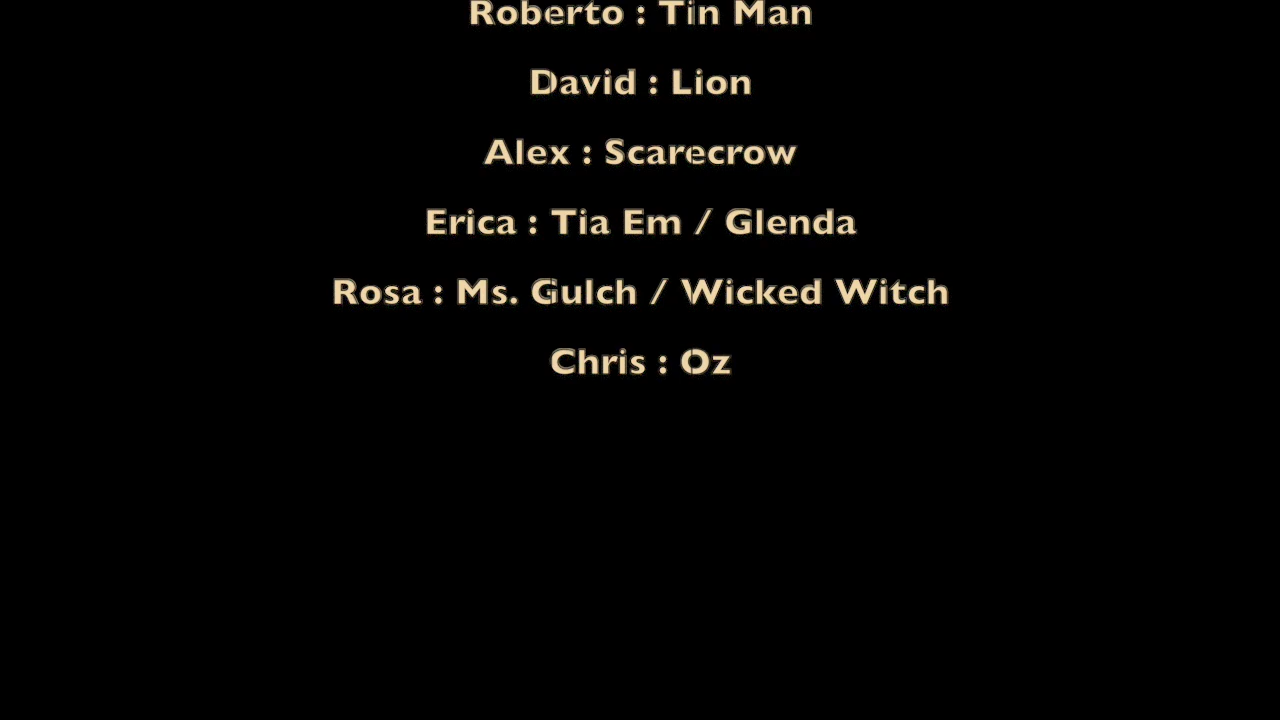 Roberto : Tin Man
David : Lion
Alex : Scarecrow
Erica : Tia Em / Glenda
Rosa : Ms. Gulch / Wicked Witch
Chris : Oz